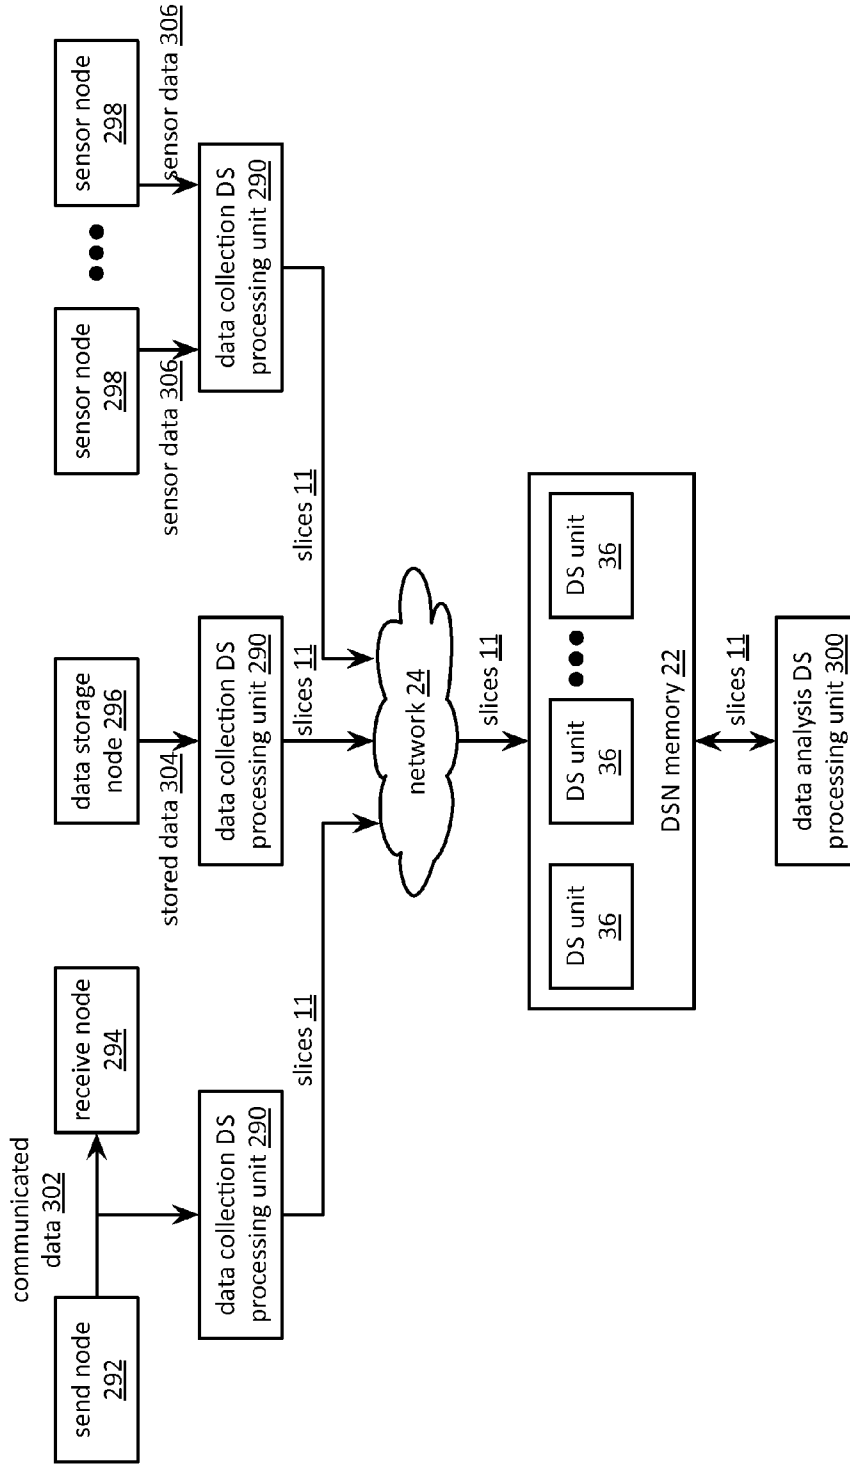 communicated
data 302
send node
292
receive node
294
data storage
node 296
sensor node
298
sensor node
298
stored data 304
sensor data 306
sensor data 306
data collection DS
processing unit 290
data collection DS
processing unit 290
data collection DS
processing unit 290
slices 11
slices 11
slices 11
network 24
slices 11
DS unit
36
DS unit
36
DS unit
36
DSN memory 22
slices 11
data analysis DS
processing unit 300